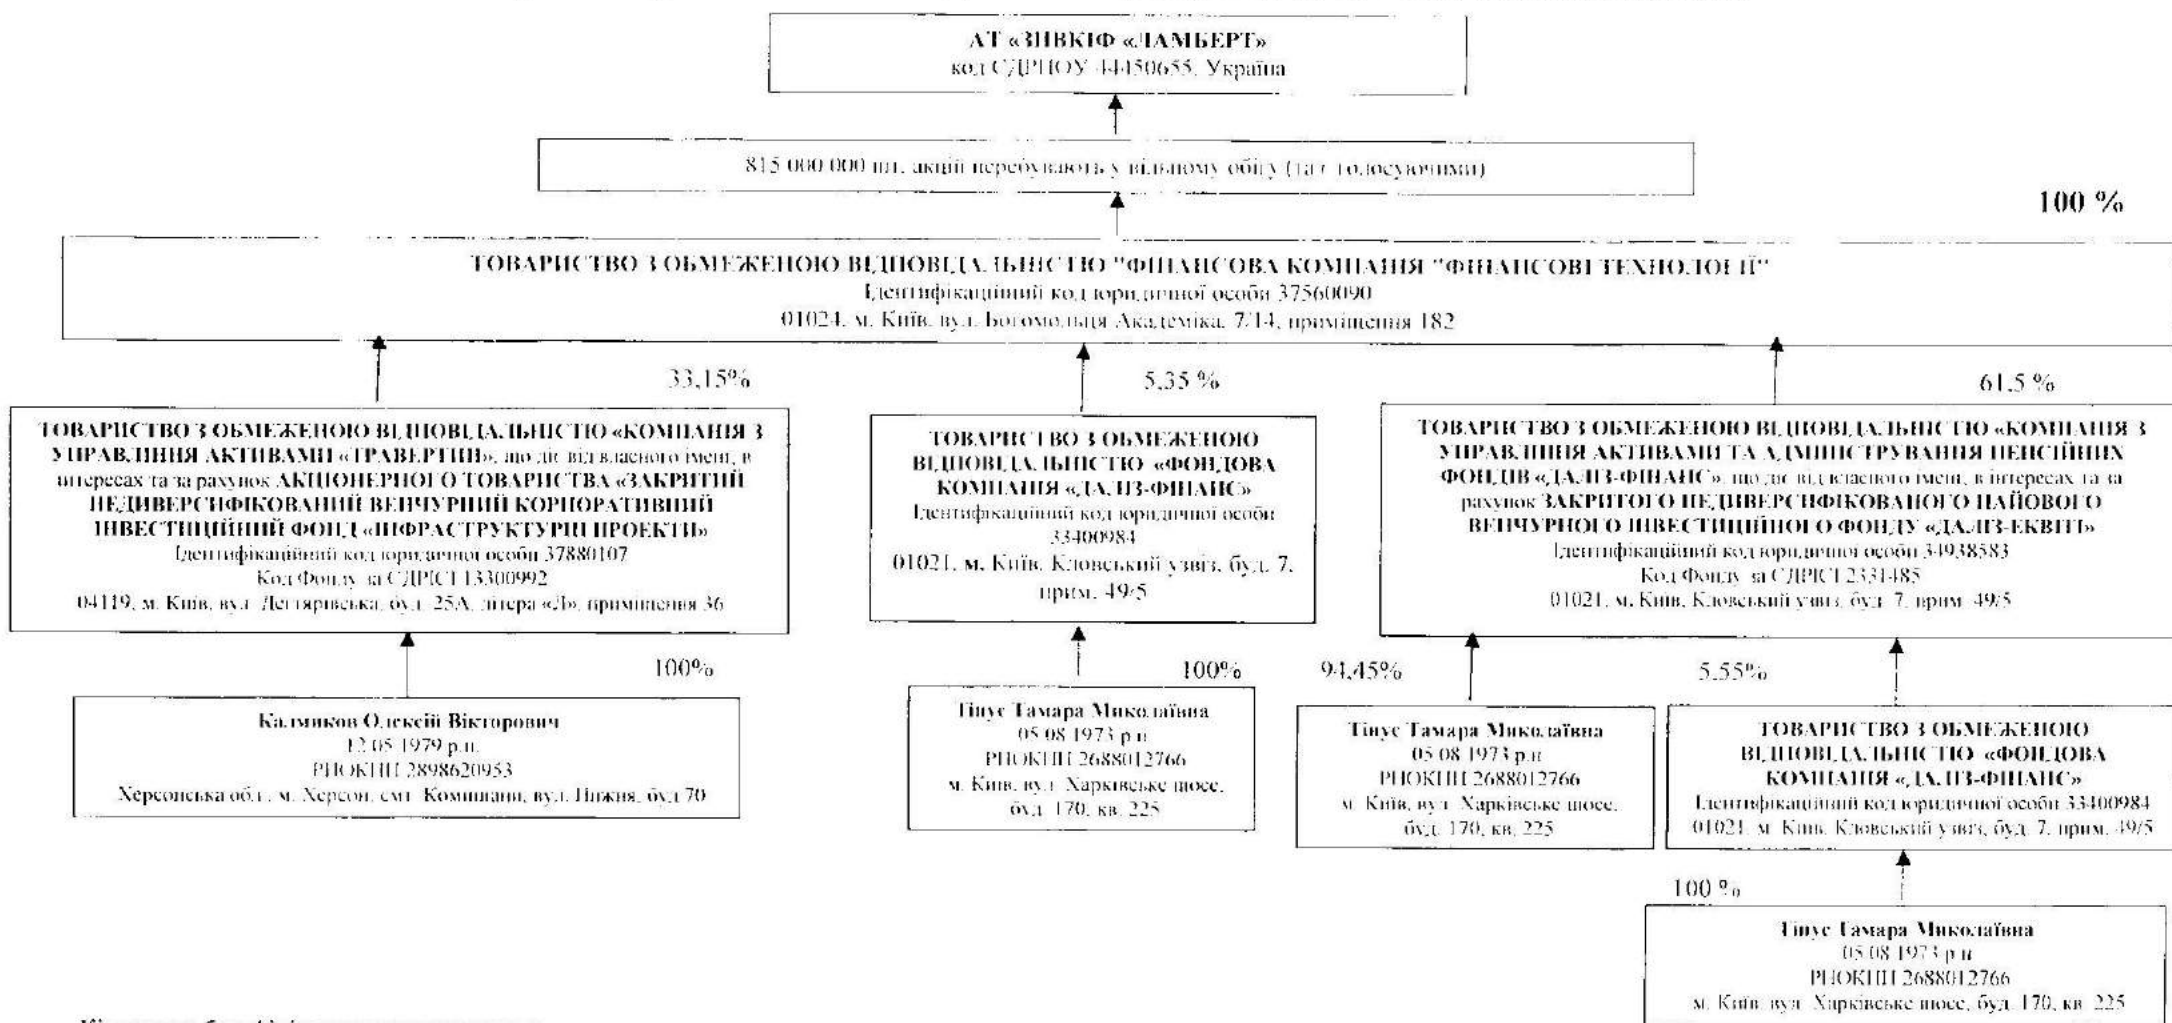 АТ «ЗНВКІФ «ЛАМБЕРТ»
код ЄДРПОУ 44450655, Україна
815 000 000 шт. акцій перебувають у вільному обігу (та є голосуючими)
100 %
ТОВАРИСТВО З ОБМЕЖЕНОЮ ВІДПОВІДАЛЬНІСТЮ "ФІНАНСОВА КОМПАНІЯ "ФІНАНСОВІ ТЕХНОЛОГІЇ"
Ідентифікаційний код юридичної особи 37560090
01024, м. Київ, вул. Богомольця Академіка, 7/14, приміщення 182
33,15%
5,35 %
61,5 %
ТОВАРИСТВО З ОБМЕЖЕНОЮ ВІДПОВІДАЛЬНІСТЮ «КОМПАНІЯ З
УПРАВЛІННЯ АКТИВАМИ «ТРАВЕРТИН», що діє від власного імені, в
інтересах та за рахунок АКЦІОНЕРНОГО ТОВАРИСТВА «ЗАКРИТИЙ
НЕДИВЕРСИФІКОВАНИЙ ВЕНЧУРНИЙ КОРПОРАТИВНИЙ
ІНВЕСТИЦІЙНИЙ ФОНД «ІНФРАСТРУКТУРНІ ПРОЕКТИ»
Ідентифікаційний код юридичної особи 37880107
Код Фонду за ЄДРІСІ 13300992
04119, м. Київ, вул. Дегтярівська, буд. 25А, літера «Д», приміщення 36
ТОВАРИСТВО З ОБМЕЖЕНОЮ
ВІДПОВІДАЛЬНІСТЮ «ФОНДОВА
КОМПАНІЯ «ДАЛІЗ-ФІНАНС»
Ідентифікаційний код юридичної особи
33400984
01021, м. Київ, Кловський узвіз, буд. 7,
прим. 49/5
ТОВАРИСТВО З ОБМЕЖЕНОЮ ВІДПОВІДАЛЬНІСТЮ «КОМПАНІЯ З
УПРАВЛІННЯ АКТИВАМИ ТА АДМІНІСТРУВАННЯ ПЕНСІЙНИХ
ФОНДІВ «ДАЛІЗ-ФІНАНС», що діє від власного імені, в інтересах та за
рахунок ЗАКРИТОГО НЕДИВЕРСИФІКОВАНОГО ПАЙОВОГО
ВЕНЧУРНОГО ІНВЕСТИЦІЙНОГО ФОНДУ «ДАЛІЗ-ЕКВІТІ»
Ідентифікаційний код юридичної особи 34938583
Код Фонду за ЄДРІСІ 2331485
01021, м. Київ, Кловський узвіз, буд. 7, прим. 49/5
100%
100%
94,45%
5,55%
Калмиков Олексій Вікторович
12.05.1979 р.н.
РНОКПП 2898620953
Херсонська обл., м. Херсон, смт. Комишани, вул. Нижня, буд 70
Тінус Тамара Миколаївна
05.08.1973 р.н
РНОКПП 2688012766
м. Київ, вул. Харківське шосе,
буд. 170, кв. 225
Тінус Тамара Миколаївна
05.08.1973 р.н
РНОКПП 2688012766
м. Київ, вул. Харківське шосе,
буд. 170, кв. 225
ТОВАРИСТВО З ОБМЕЖЕНОЮ
ВІДПОВІДАЛЬНІСТЮ «ФОНДОВА
КОМПАНІЯ «ДАЛІЗ-ФІНАНС»
Ідентифікаційний код юридичної особи 33400984
01021, м. Київ, Кловський узвіз, буд. 7, прим. 49/5
100 %
Тінус Тамара Миколаївна
05.08.1973 р.н
РНОКПП 2688012766
м. Київ, вул. Харківське шосе, буд. 170, кв. 225